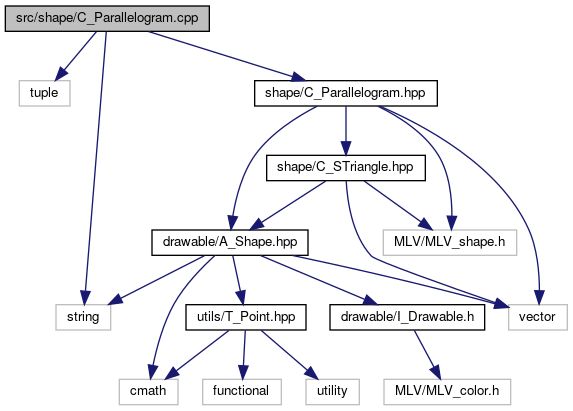 src/shape/C_Parallelogram.cpp
tuple
shape/C_Parallelogram.hpp
shape/C_STriangle.hpp
drawable/A_Shape.hpp
MLV/MLV_shape.h
string
utils/T_Point.hpp
drawable/I_Drawable.h
vector
cmath
functional
utility
MLV/MLV_color.h